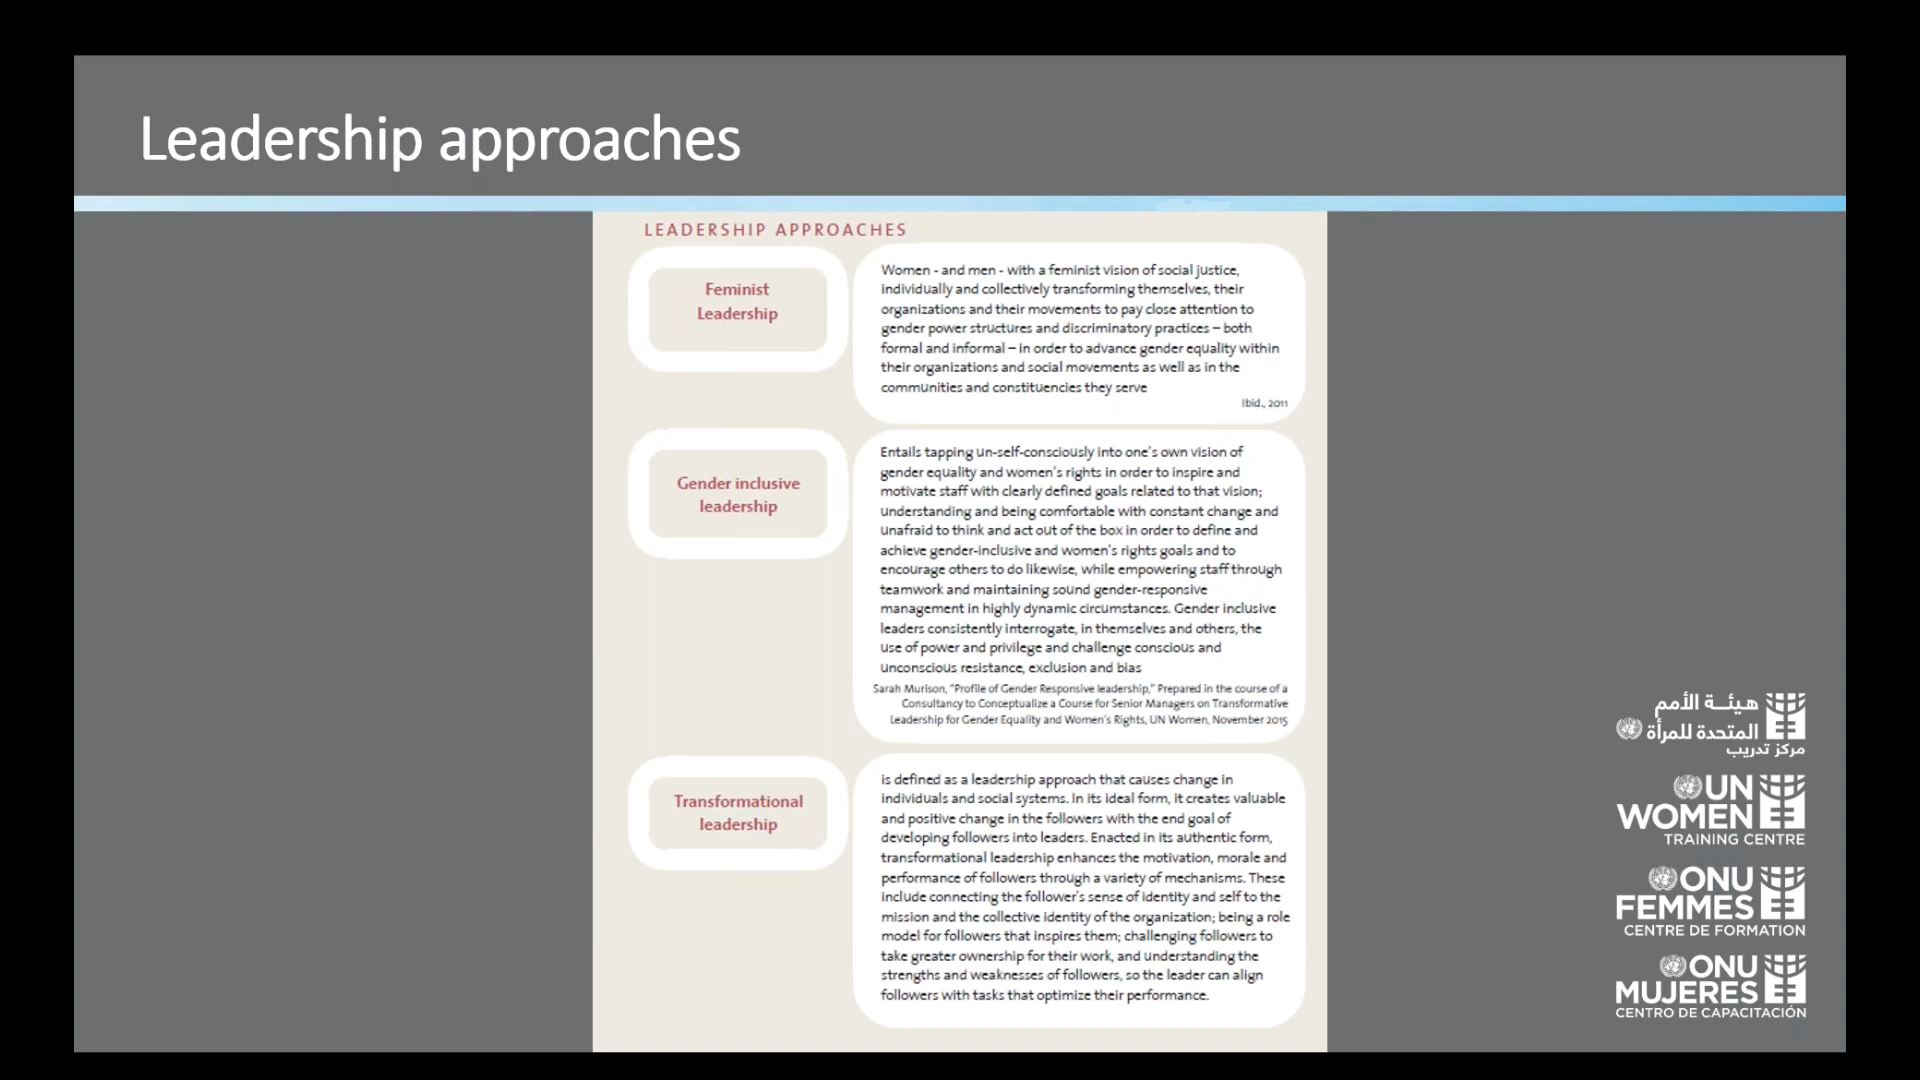 Leadership approaches
LEADERSHIP APPROACHES
Feminist
Leadership
Women - and men - with a feminist vision of social justice,
individually and collectively transforming themselves, their
organizations and their movements to pay close attention to
gender power structures and discriminatory practices – both
formal and informal – in order to advance gender equality within
their organizations and social movements as well as in the
communities and constituencies they serve
Ibid., 2011
Gender inclusive
leadership
Entails tapping un-self-consciously into one's own vision of
gender equality and women's rights in order to inspire and
motivate staff with clearly defined goals related to that vision;
understanding and being comfortable with constant change and
unafraid to think and act out of the box in order to define and
achieve gender-inclusive and women's rights goals and to
encourage others to do likewise, while empowering staff through
teamwork and maintaining sound gender-responsive
management in highly dynamic circumstances. Gender inclusive
leaders consistently interrogate, in themselves and others, the
use of power and privilege and challenge conscious and
unconscious resistance, exclusion and bias
Sarah Murison, "Profile of Gender Responsive leadership," Prepared in the course of a
Consultancy to Conceptualize a Course for Senior Managers on Transformative
Leadership for Gender Equality and Women's Rights, UN Women, November 2015
Transformational
leadership
is defined as a leadership approach that causes change in
individuals and social systems. In its ideal form, it creates valuable
and positive change in the followers with the end goal of
developing followers into leaders. Enacted in its authentic form,
transformational leadership enhances the motivation, morale and
performance of followers through a variety of mechanisms. These
include connecting the follower's sense of identity and self to the
mission and the collective identity of the organization; being a role
model for followers that inspires them; challenging followers to
take greater ownership for their work, and understanding the
strengths and weaknesses of followers, so the leader can align
followers with tasks that optimize their performance.
هيئة الأمم
المتحدة للمرأة
مركز تدريب
UN
WOMEN
TRAINING CENTRE
ONU
FEMMES
CENTRE DE FORMATION
ONU
MUJERES
CENTRO DE CAPACITACIÓN